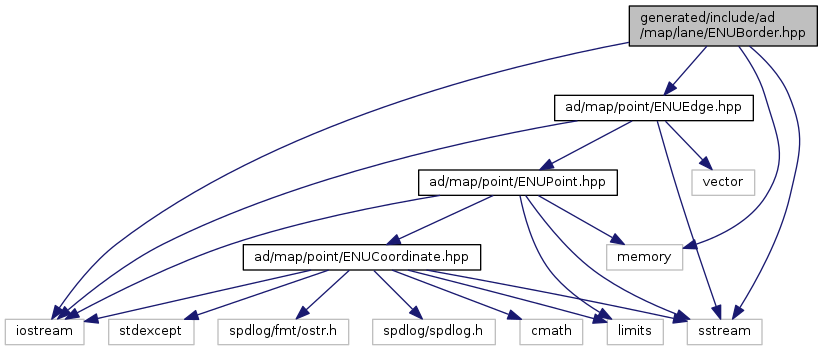 generated/include/ad
/map/lane/ENUBorder.hpp
ad/map/point/ENUEdge.hpp
ad/map/point/ENUPoint.hpp
vector
ad/map/point/ENUCoordinate.hpp
memory
iostream
stdexcept
spdlog/fmt/ostr.h
spdlog/spdlog.h
cmath
limits
sstream